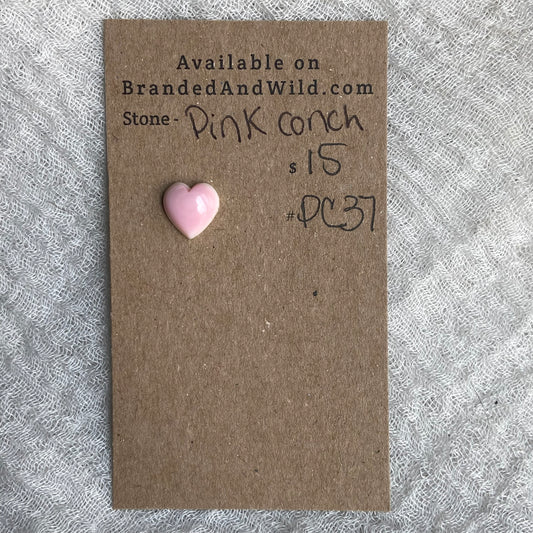 Available on
BrandedAndWild.com
Stone - Pink conch
$ 15
# PC37